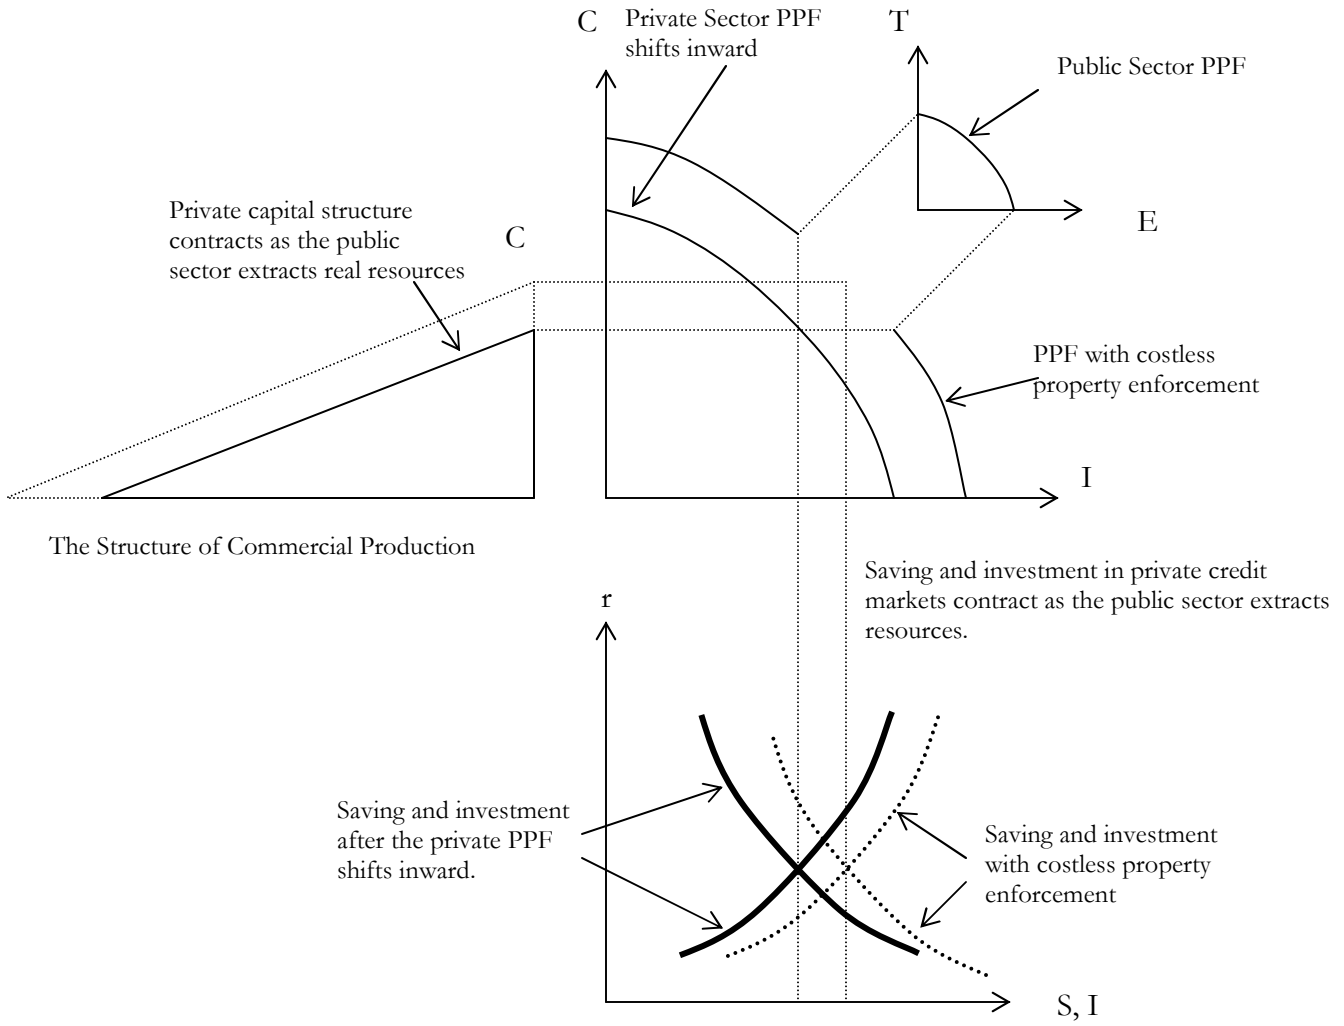 C
Private Sector PPF
shifts inward
T
Public Sector PPF
Private capital structure
contracts as the public
sector extracts real resources
C
E
PPF with costless
property enforcement
I
The Structure of Commercial Production
Saving and investment in private credit
markets contract as the public sector extracts
resources.
r
Saving and investment
after the private PPF
shifts inward.
Saving and investment
with costless property
enforcement
S, I